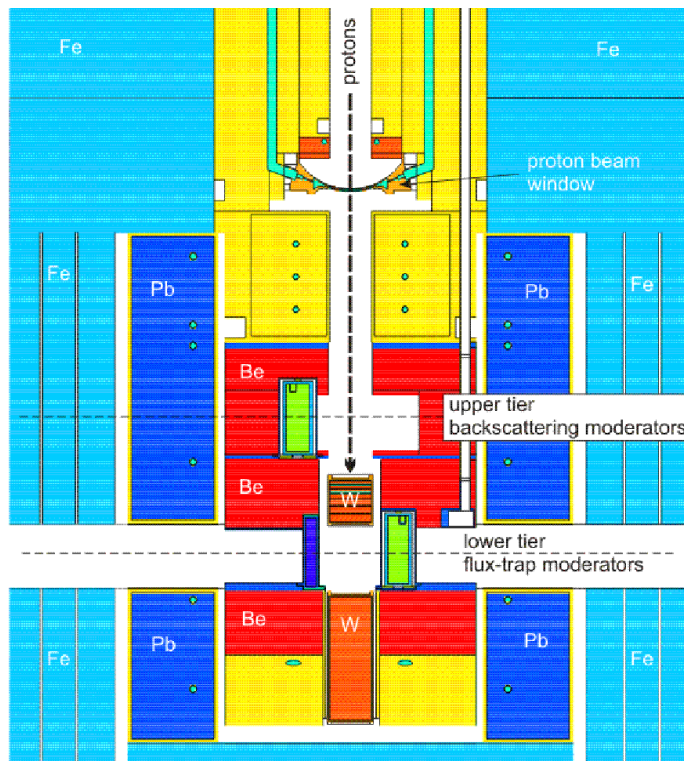 Fe
Fe
protons
proton beam
window
Fe
Pb
Pb
Fe
Be
upper tier
backscattering moderators
Be
W
lower tier
flux-trap moderators
Be
W
Pb
Pb
Fe
Fe